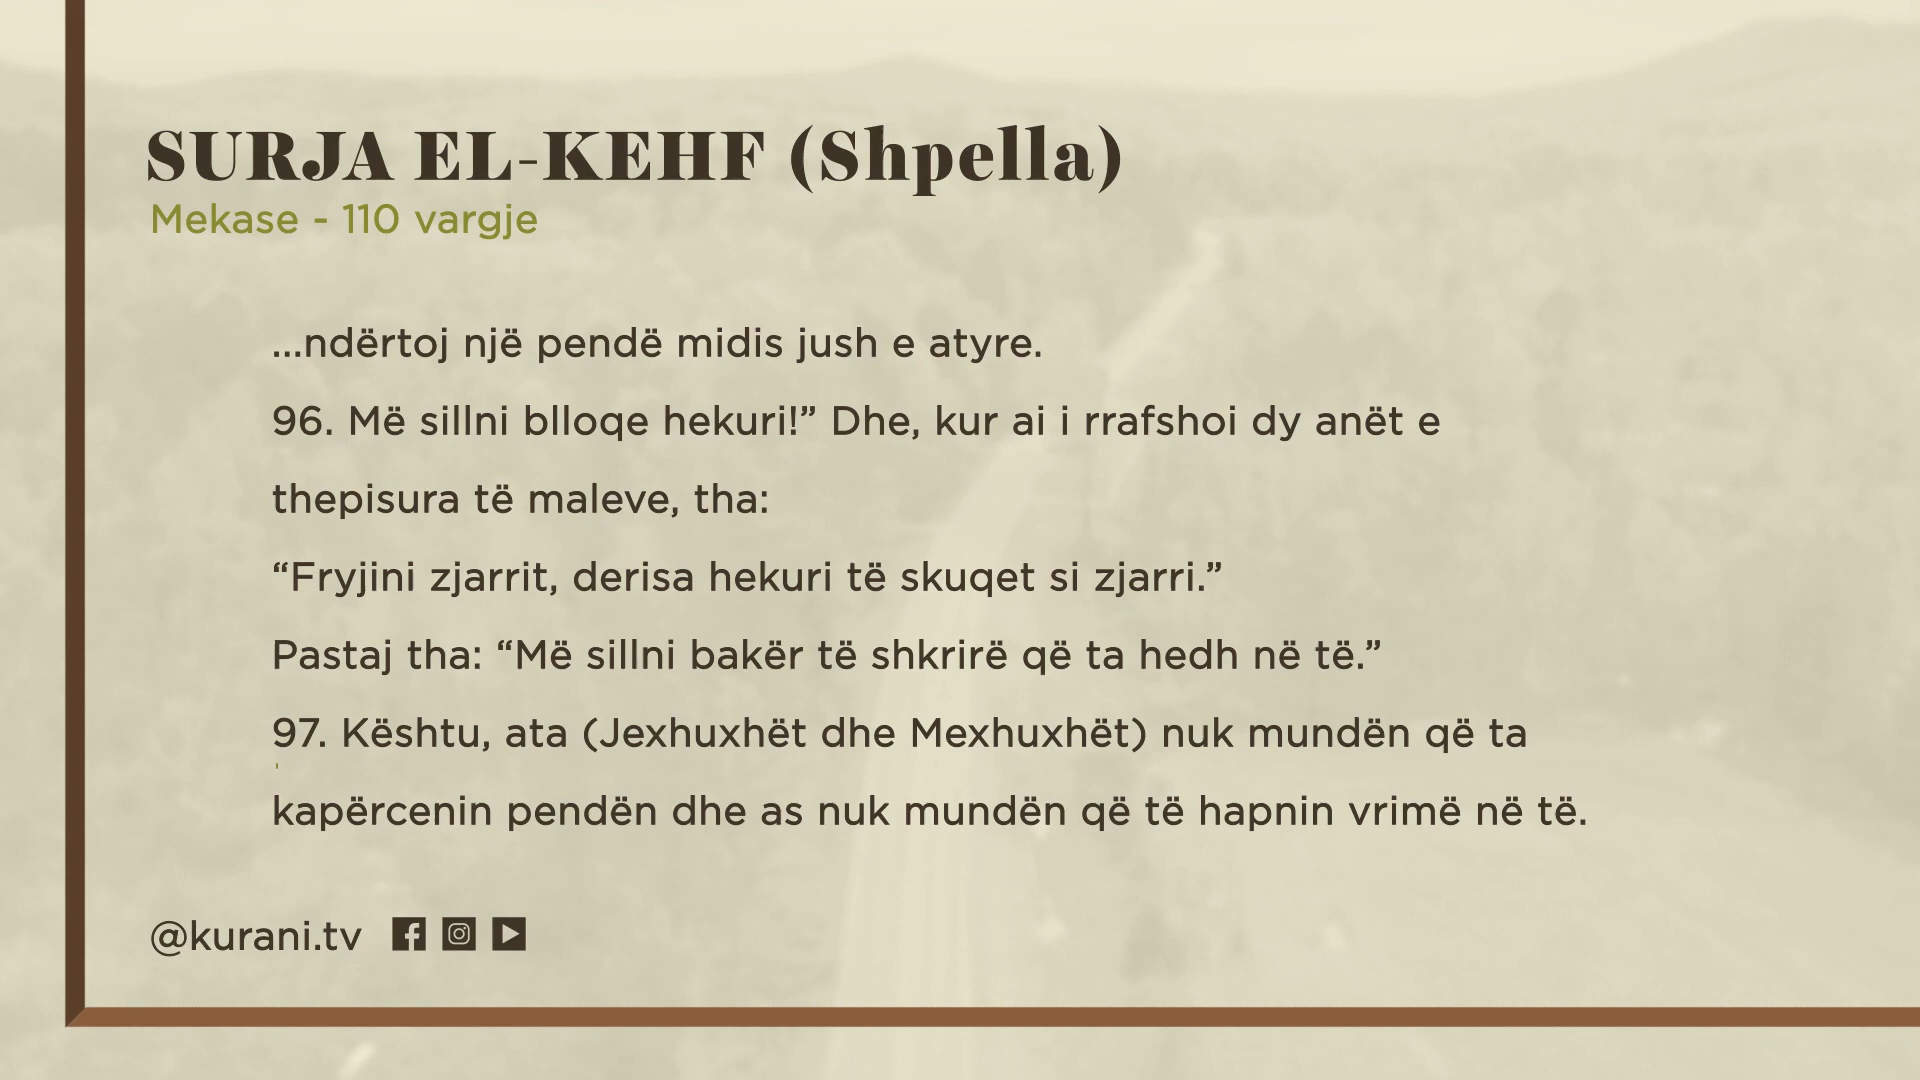 SURJA EL-KEHF (Shpella)
Mekase - 110 vargje
...ndërtoj një pendë midis jush e atyre.
96. Më sillni blloqe hekuri!” Dhe, kur ai i rrafshoi dy anët e
thepisura të maleve, tha:
“Fryjini zjarrit, derisa hekuri të skuqet si zjarri.”
Pastaj tha: “Më sillni bakër të shkrirë që ta hedh në të.”
97. Kështu, ata (Jexhuxhët dhe Mexhuxhët) nuk mundën që ta
kapërcenin pendën dhe as nuk mundën që të hapnin vrimë në të.
@kurani.tv